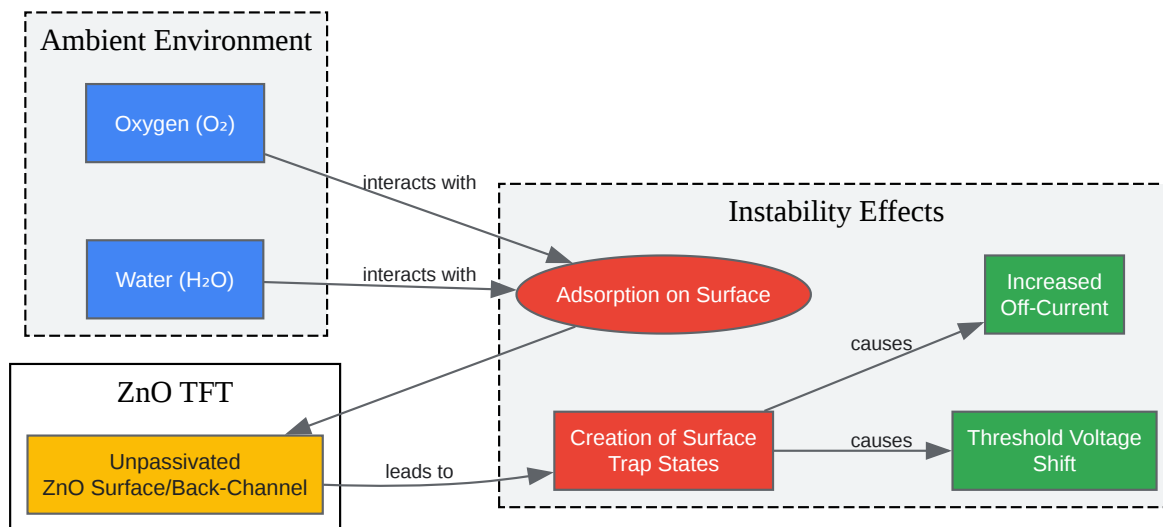 Ambient Environment
Oxygen (O₂)
interacts with
Water (H₂O)
interacts with
Instability Effects
Adsorption on Surface
Increased
Off-Current
causes
ZnO TFT
Unpassivated
ZnO Surface/Back-Channel
leads to
Creation of Surface
Trap States
causes
Threshold Voltage
Shift